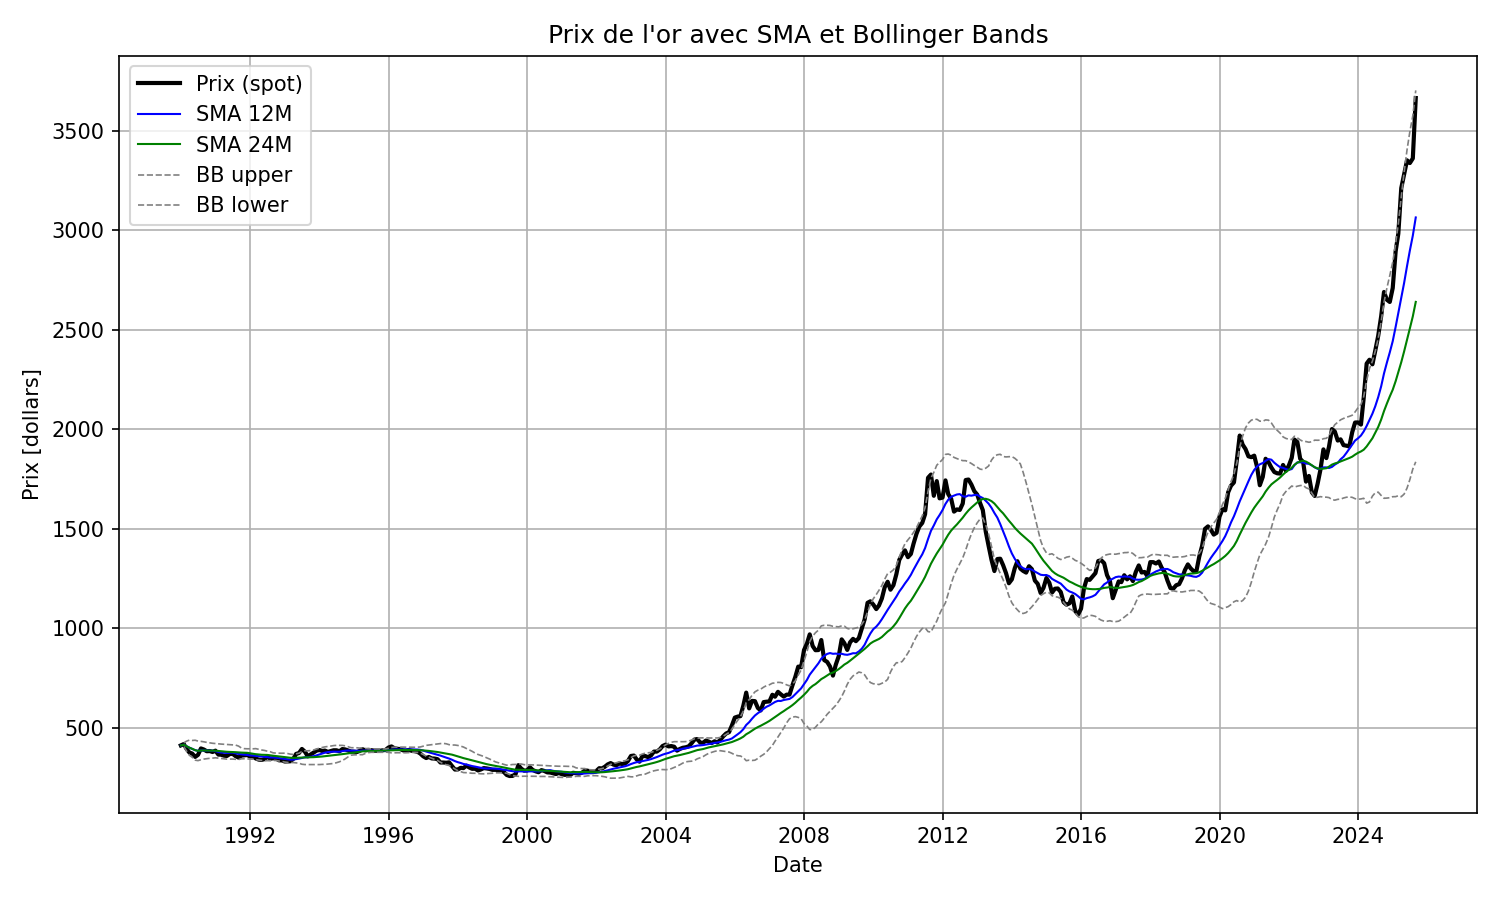 Prix de l'or avec SMA et Bollinger Bands
Prix (spot)
SMA 12M
SMA 24M
BB upper
BB lower
Prix [dollars]
3500
3000
2500
2000
1500
1000
500
1992 1996 2000 2004 2008 2012 2016 2020 2024
Date